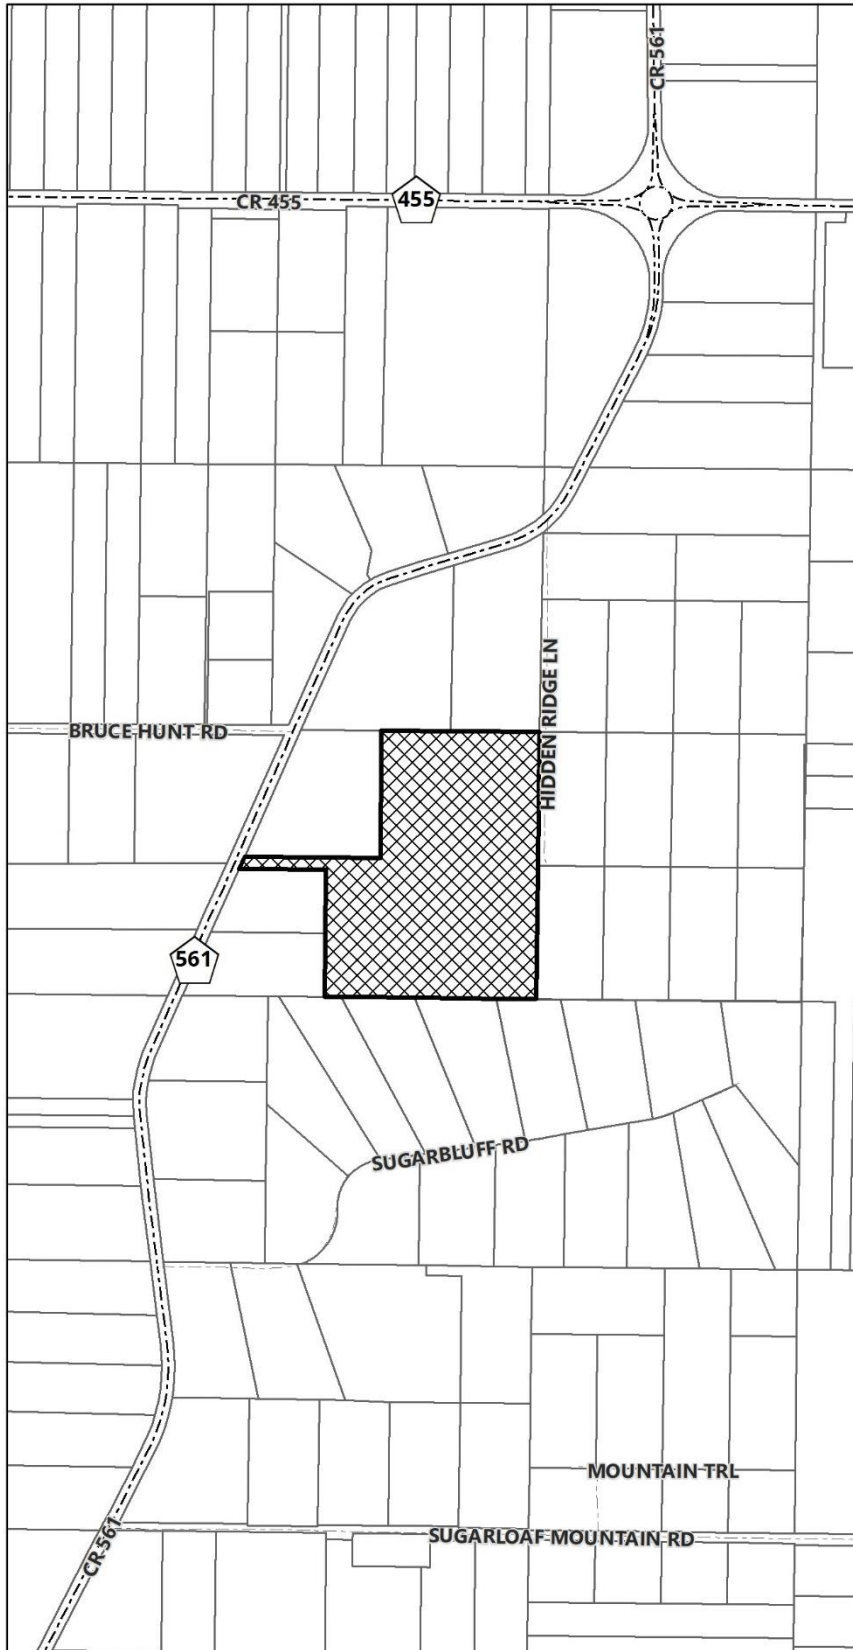 CR 561
CR 455
455
HIDDEN RIDGE LN
BRUCE HUNT RD
561
SUGARBLUFF RD
MOUNTAIN TRL
SUGARLOAF MOUNTAIN RD
CR 561